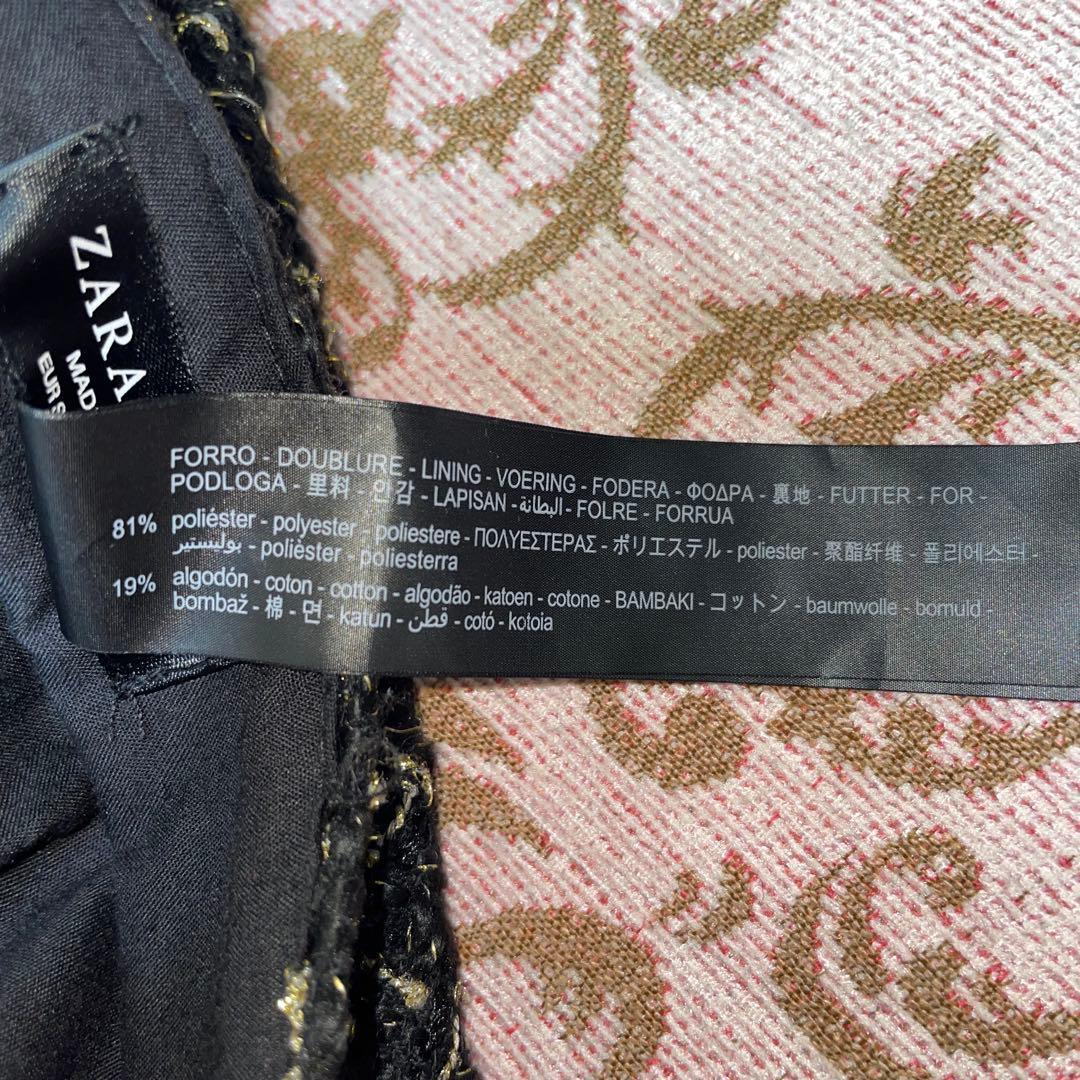 ZARA
MAD
EUR S
FORRO - DOUBLURE - LINING - VOERING - FODERA - ΦΟΔΡΑ - 裏地 - FUTTER - FOR -
PODLOGA - 里料 - 안감 - LAPISAN - البطانة - FOLRE - FORRUA
81% poliéster - polyester - poliestere - ΠΟΛΥΕΣΤΕΡΑΣ - ポリエステル - poliester - 聚酯纤维 - 폴리에스터 -
بوليستير - polièster - poliesterra
19% algodón - coton - cotton - algodão - katoen - cotone - BAMBAKI - コットン - baumwolle - bomuld -
bombaž - 棉 - 면 - katun - قطن - cotó - kotoia